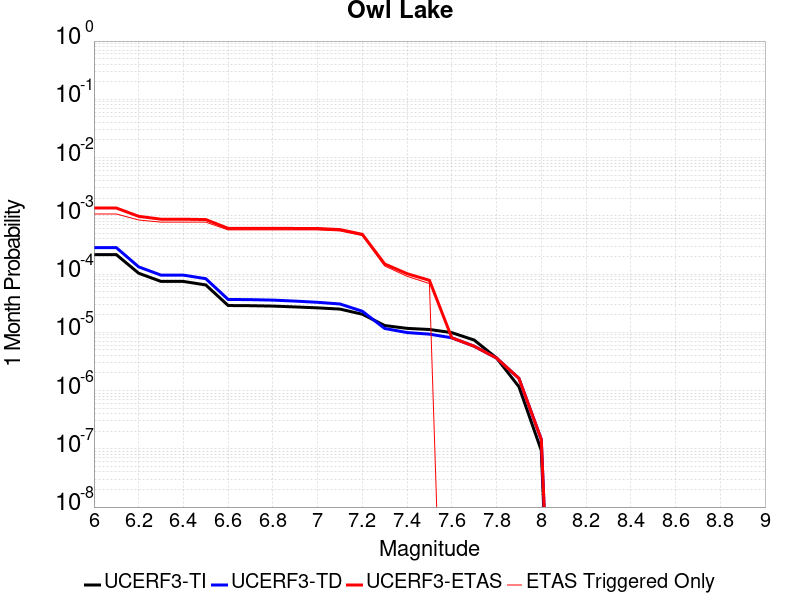 Owl Lake
10^0
10^-1
10^-2
10^-3
10^-4
10^-5
10^-6
10^-7
10^-8
1 Month Probability
6 6.2 6.4 6.6 6.8 7 7.2 7.4 7.6 7.8 8 8.2 8.4 8.6 8.8 9
Magnitude
UCERF3-TI UCERF3-TD UCERF3-ETAS ETAS Triggered Only